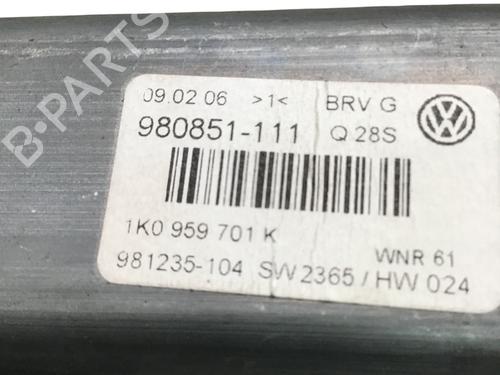 B-PARTS
09.02 06 >1< BRV G
980851-111 Q 28S
1K0 959 701 K
WNR 61
981235-104 SW 2365 / HW 024